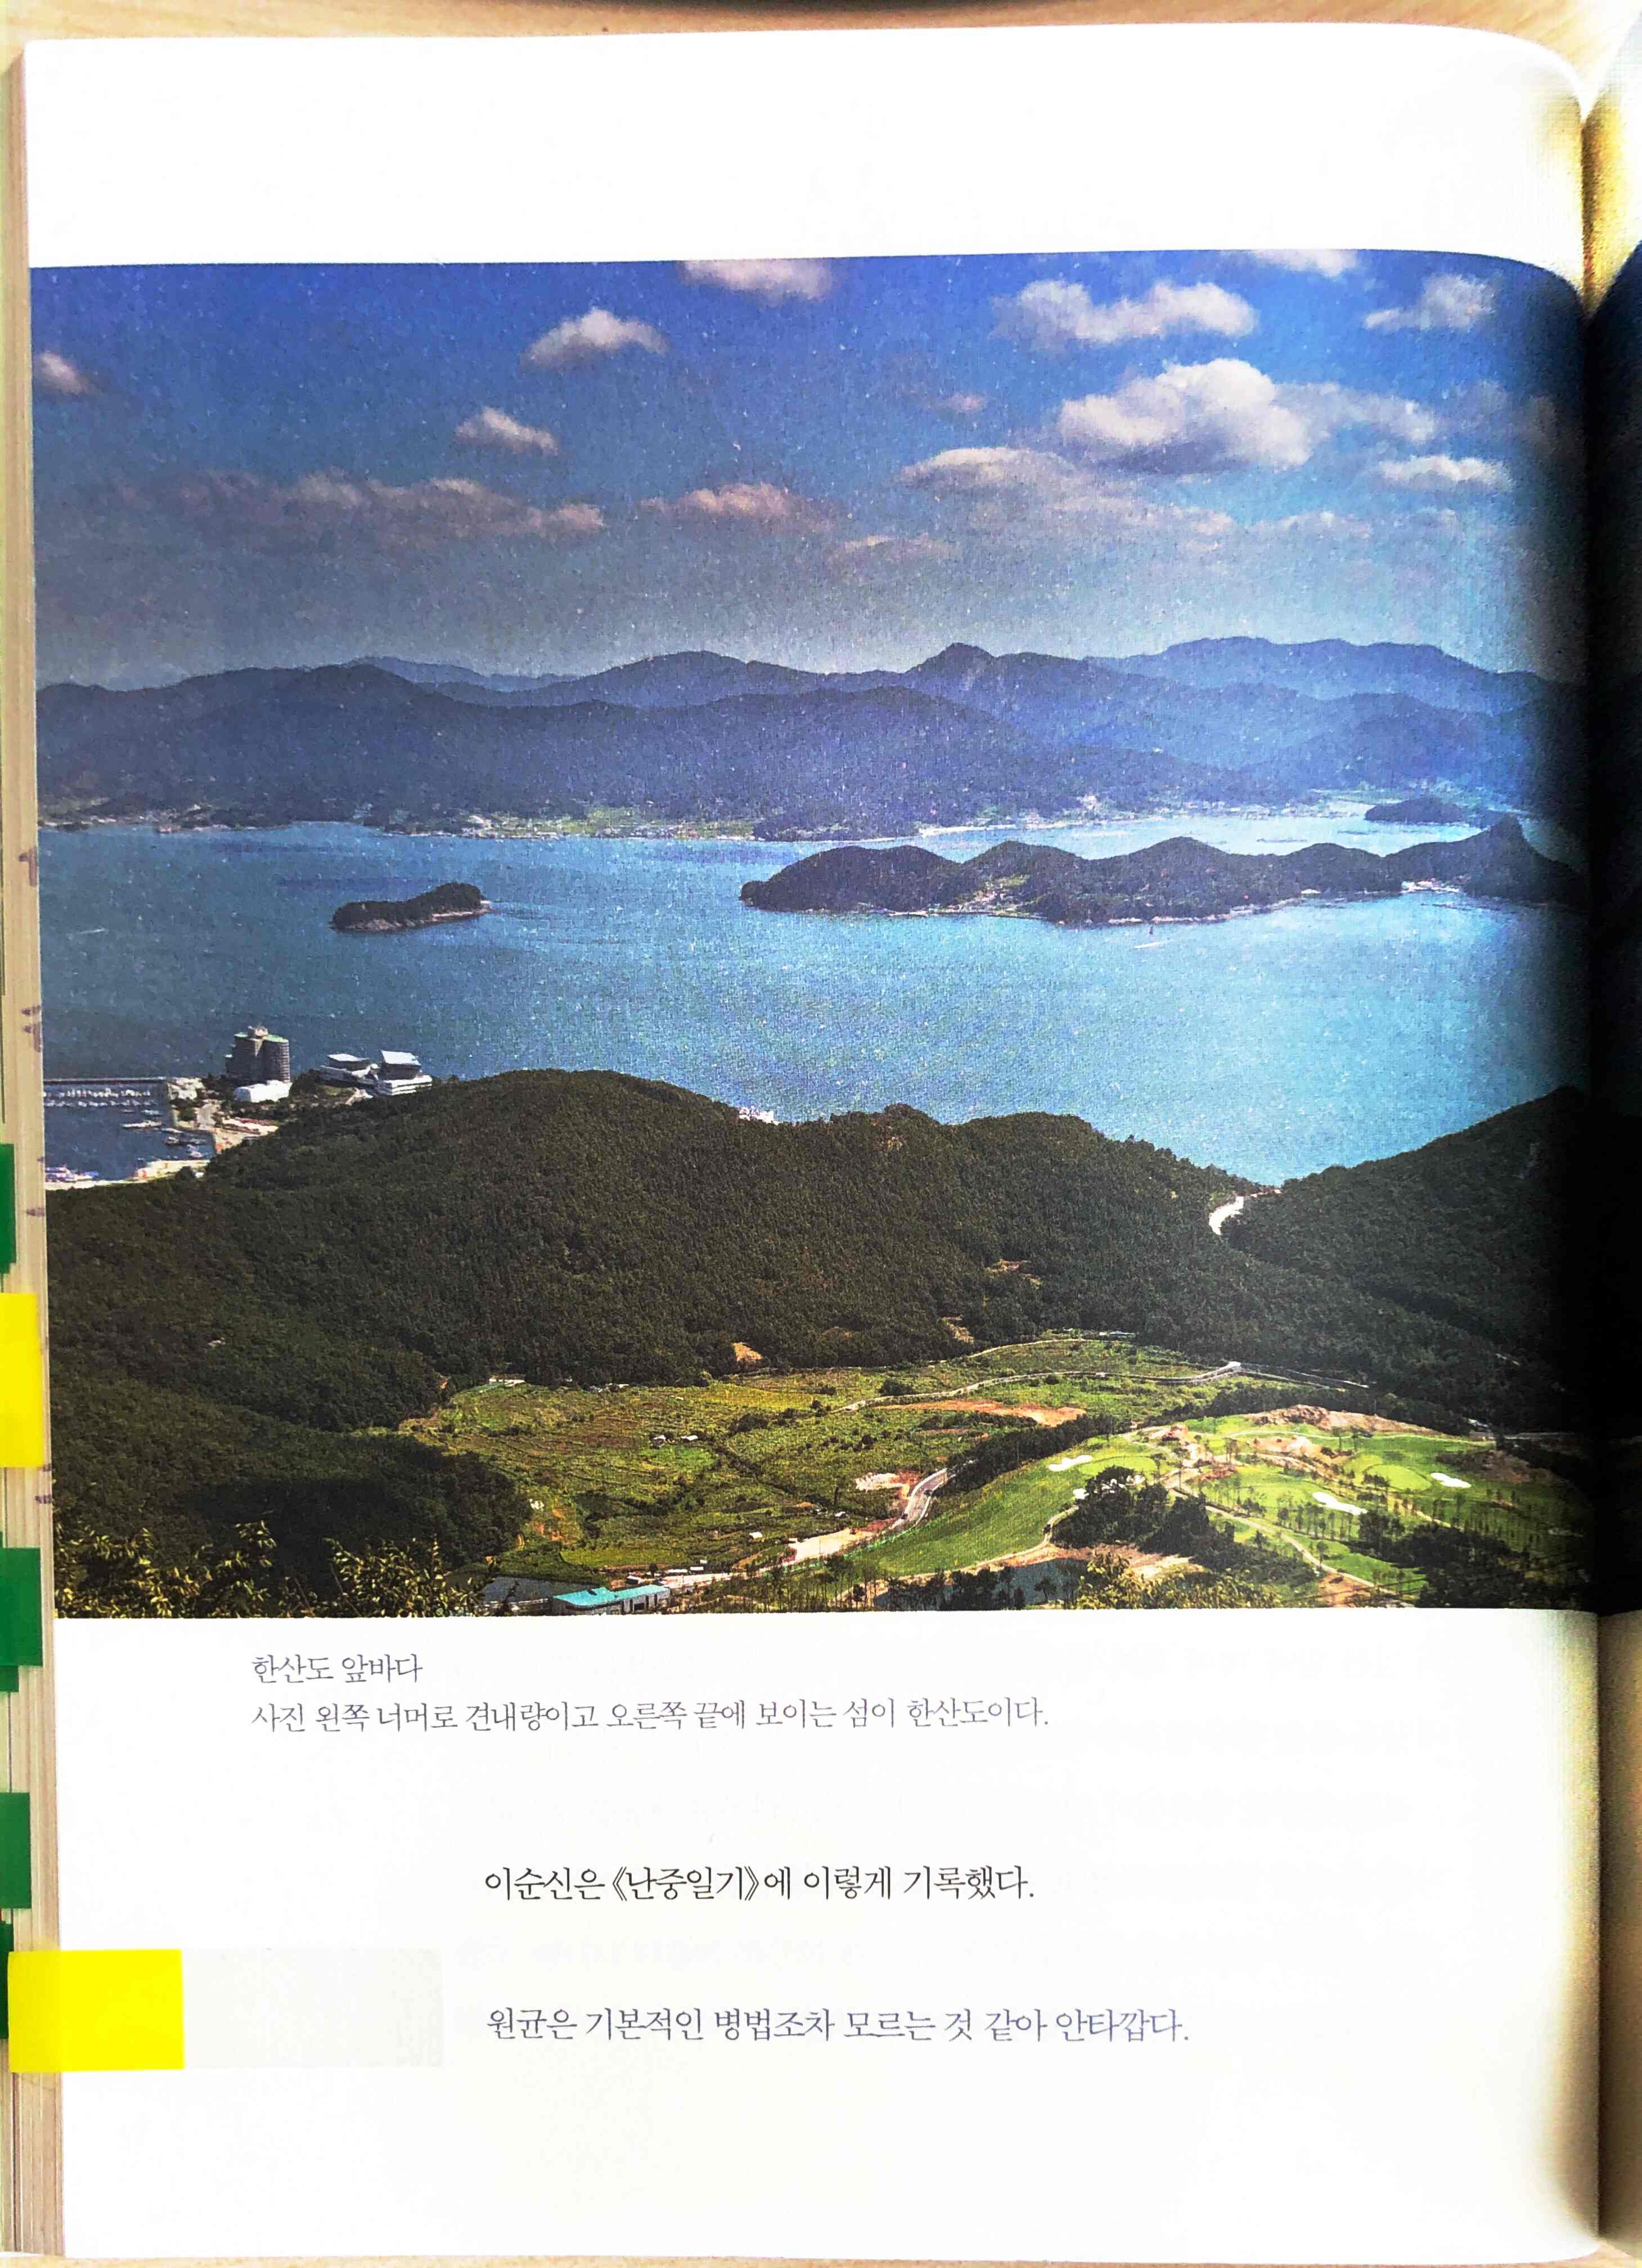 한산도 앞바다
사진 왼쪽 너머로 견내량이고 오른쪽 끝에 보이는 섬이 한산도이다.
이순신은 《난중일기》에 이렇게 기록했다.
원균은 기본적인 병법조차 모르는 것 같아 안타깝다.